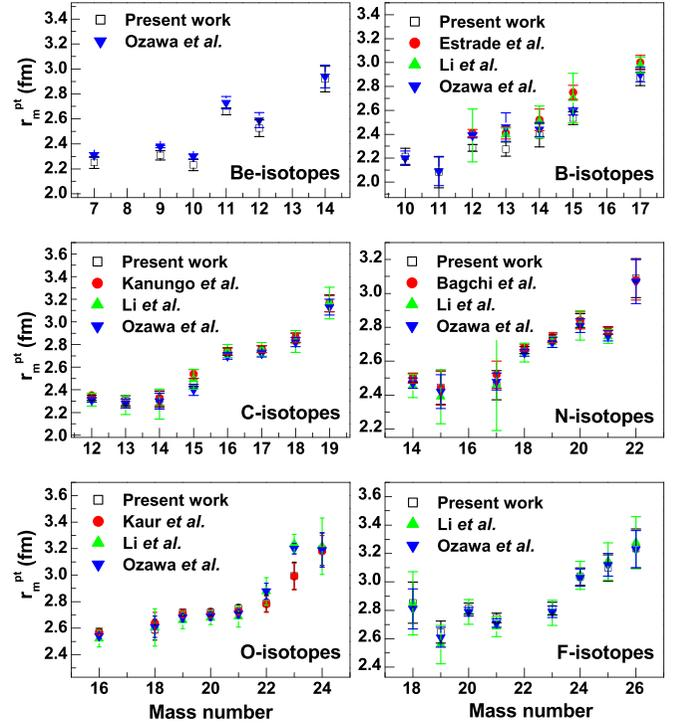 Present work
Ozawa et al.
Be-isotopes
3.4
3.2
3.0
2.8
2.6
2.4
2.2
2.0
r_m^pt (fm)
7 8 9 10 11 12 13 14
Present work
Estrade et al.
Li et al.
Ozawa et al.
B-isotopes
3.4
3.2
3.0
2.8
2.6
2.4
2.2
2.0
10 11 12 13 14 15 16 17
Present work
Kanungo et al.
Li et al.
Ozawa et al.
C-isotopes
3.6
3.4
3.2
3.0
2.8
2.6
2.4
2.2
2.0
r_m^pt (fm)
12 13 14 15 16 17 18 19
Present work
Bagchi et al.
Li et al.
Ozawa et al.
N-isotopes
3.2
3.0
2.8
2.6
2.4
2.2
14 16 18 20 22
Present work
Kaur et al.
Li et al.
Ozawa et al.
O-isotopes
3.6
3.4
3.2
3.0
2.8
2.6
2.4
r_m^pt (fm)
16 18 20 22 24
Mass number
Present work
Li et al.
Ozawa et al.
F-isotopes
3.6
3.4
3.2
3.0
2.8
2.6
2.4
18 20 22 24 26
Mass number